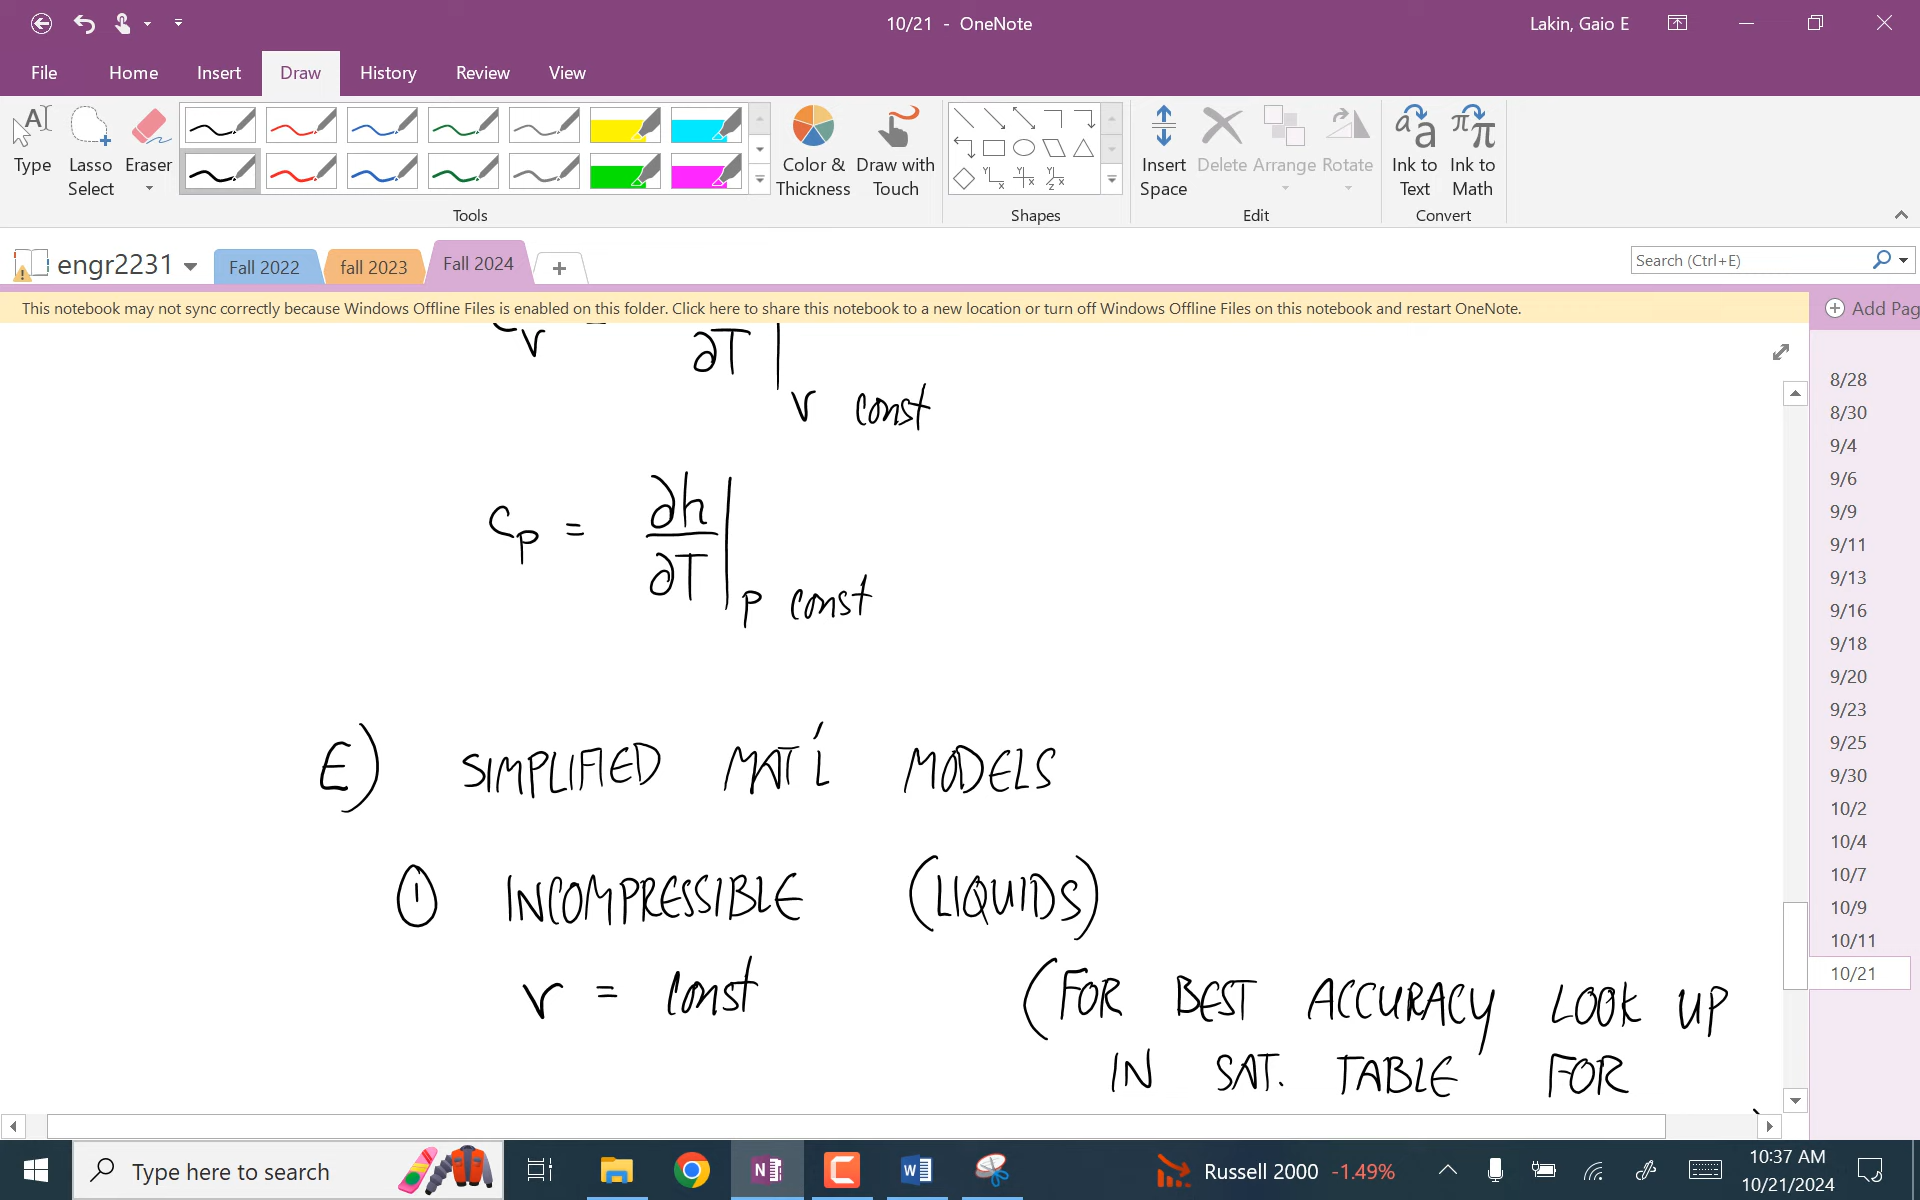 10/21 - OneNote
Lakin, Gaio E
File Home Insert Draw History Review View
Type
Lasso Select
Eraser
Color & Thickness
Draw with Touch
Insert Space
Delete
Arrange
Rotate
Ink to Text
Ink to Math
Tools
Shapes
Edit
Convert
engr2231
Fall 2022
fall 2023
Fall 2024
Search (Ctrl+E)
This notebook may not sync correctly because Windows Offline Files is enabled on this folder. Click here to share this notebook to a new location or turn off Windows Offline Files on this notebook and restart OneNote.
Add Pag
8/28
8/30
9/4
9/6
9/9
9/11
9/13
9/16
9/18
9/20
9/23
9/25
9/30
10/2
10/4
10/7
10/9
10/11
10/21
∂T | v const
c_p = ∂h/∂T | p const
E) SIMPLIFIED MAT'L MODELS
① INCOMPRESSIBLE (LIQUIDS)
v = const (FOR BEST ACCURACY LOOK UP
IN SAT. TABLE FOR
Type here to search
Russell 2000 -1.49%
10:37 AM
10/21/2024